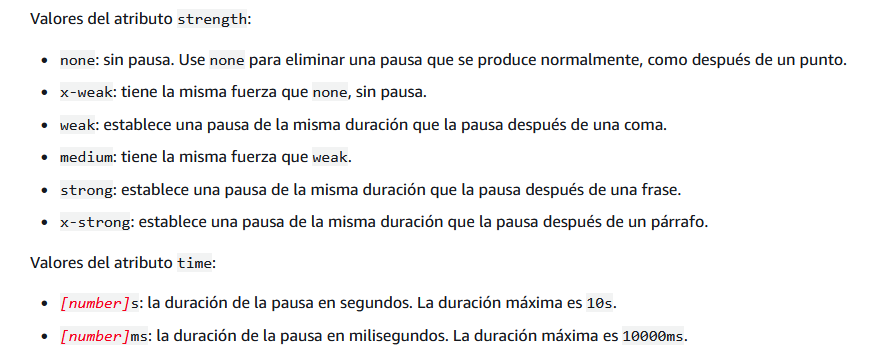 Valores del atributo strength:
• none: sin pausa. Use none para eliminar una pausa que se produce normalmente, como después de un punto.
• x-weak: tiene la misma fuerza que none, sin pausa.
• weak: establece una pausa de la misma duración que la pausa después de una coma.
• medium: tiene la misma fuerza que weak.
• strong: establece una pausa de la misma duración que la pausa después de una frase.
• x-strong: establece una pausa de la misma duración que la pausa después de un párrafo.
Valores del atributo time:
• [number]s: la duración de la pausa en segundos. La duración máxima es 10s.
• [number]ms: la duración de la pausa en milisegundos. La duración máxima es 10000ms.